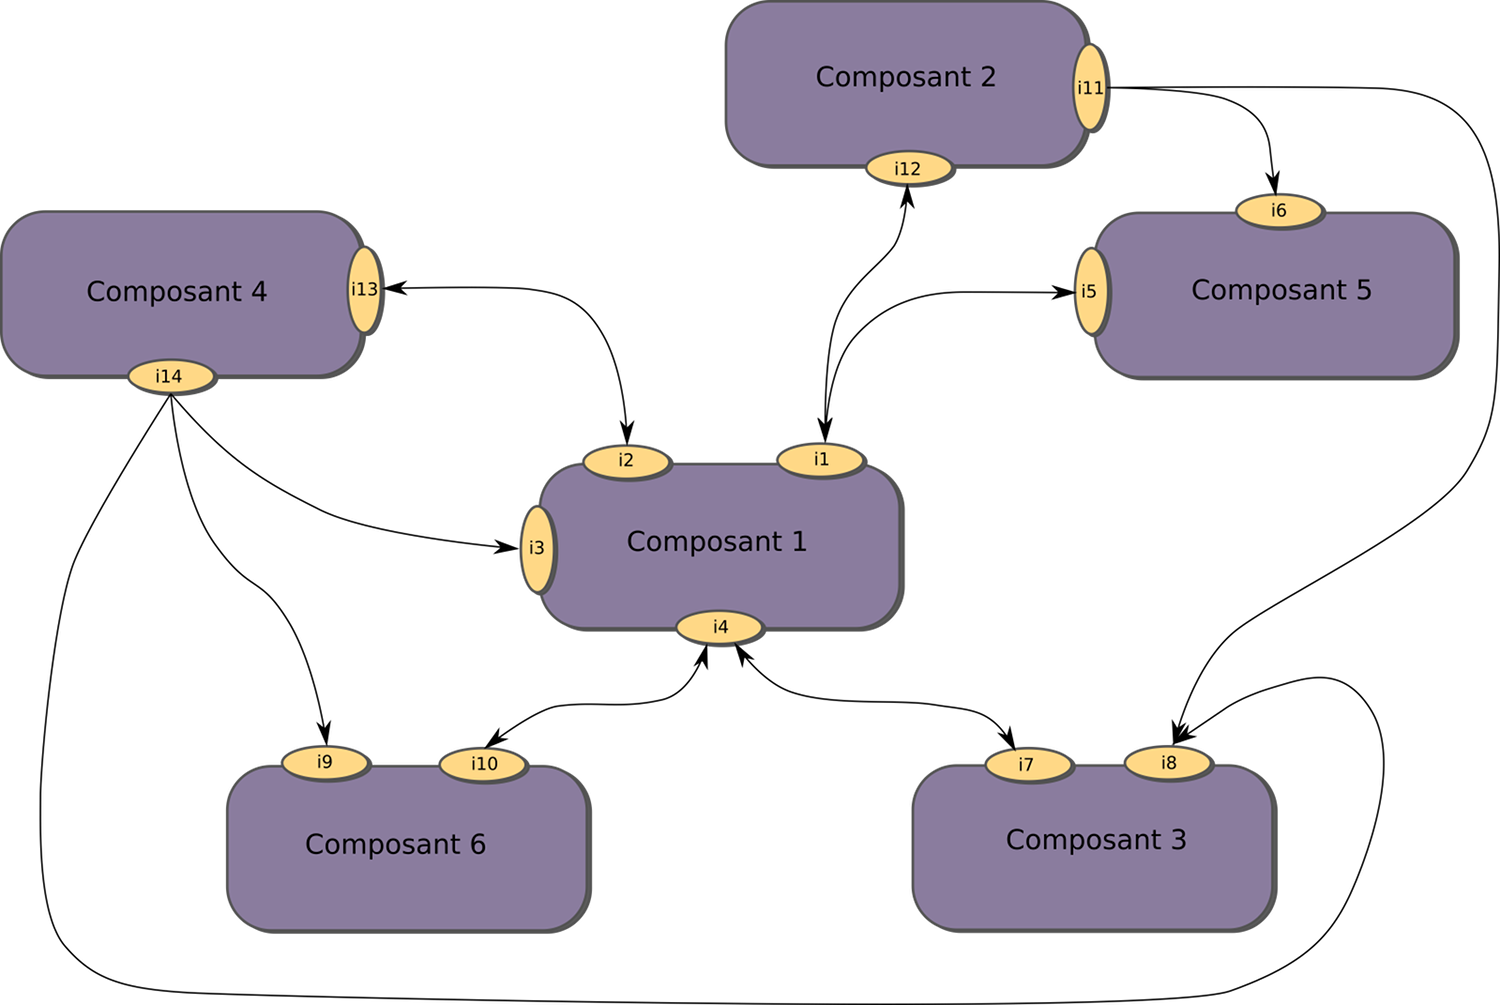 Composant 2
i11
i12
i6
Composant 4
i13
i5
Composant 5
i14
i2
i1
i3
Composant 1
i4
i9
i10
i7
i8
Composant 6
Composant 3